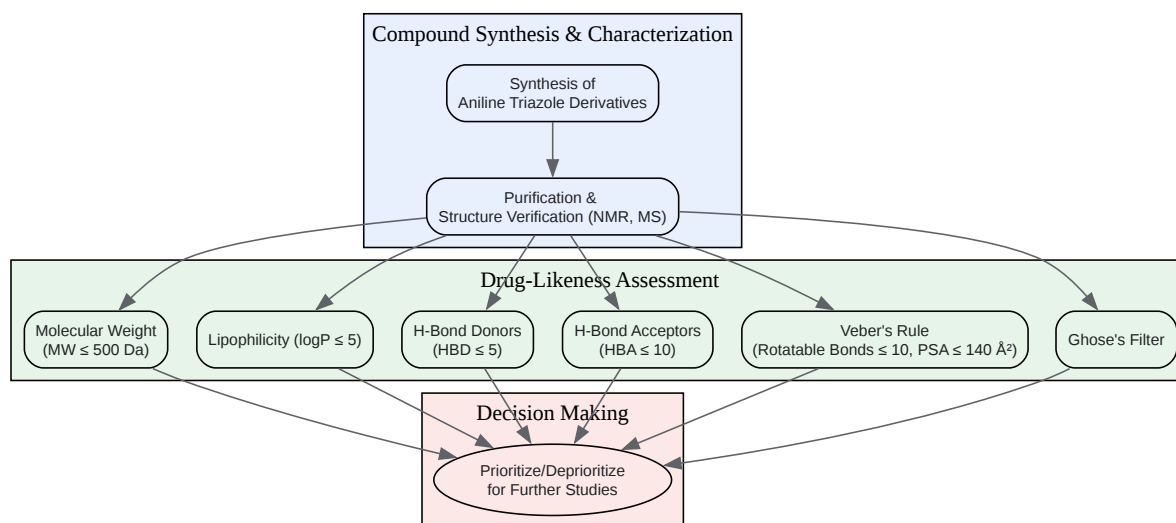 Compound Synthesis & Characterization
Synthesis of
Aniline Triazole Derivatives
Purification &
Structure Verification (NMR, MS)
Drug-Likeness Assessment
Molecular Weight
(MW ≤ 500 Da)
Lipophilicity (logP ≤ 5)
H-Bond Donors
(HBD ≤ 5)
H-Bond Acceptors
(HBA ≤ 10)
Veber's Rule
(Rotatable Bonds ≤ 10, PSA ≤ 140 Å²)
Ghose's Filter
Decision Making
Prioritize/Deprioritize
for Further Studies